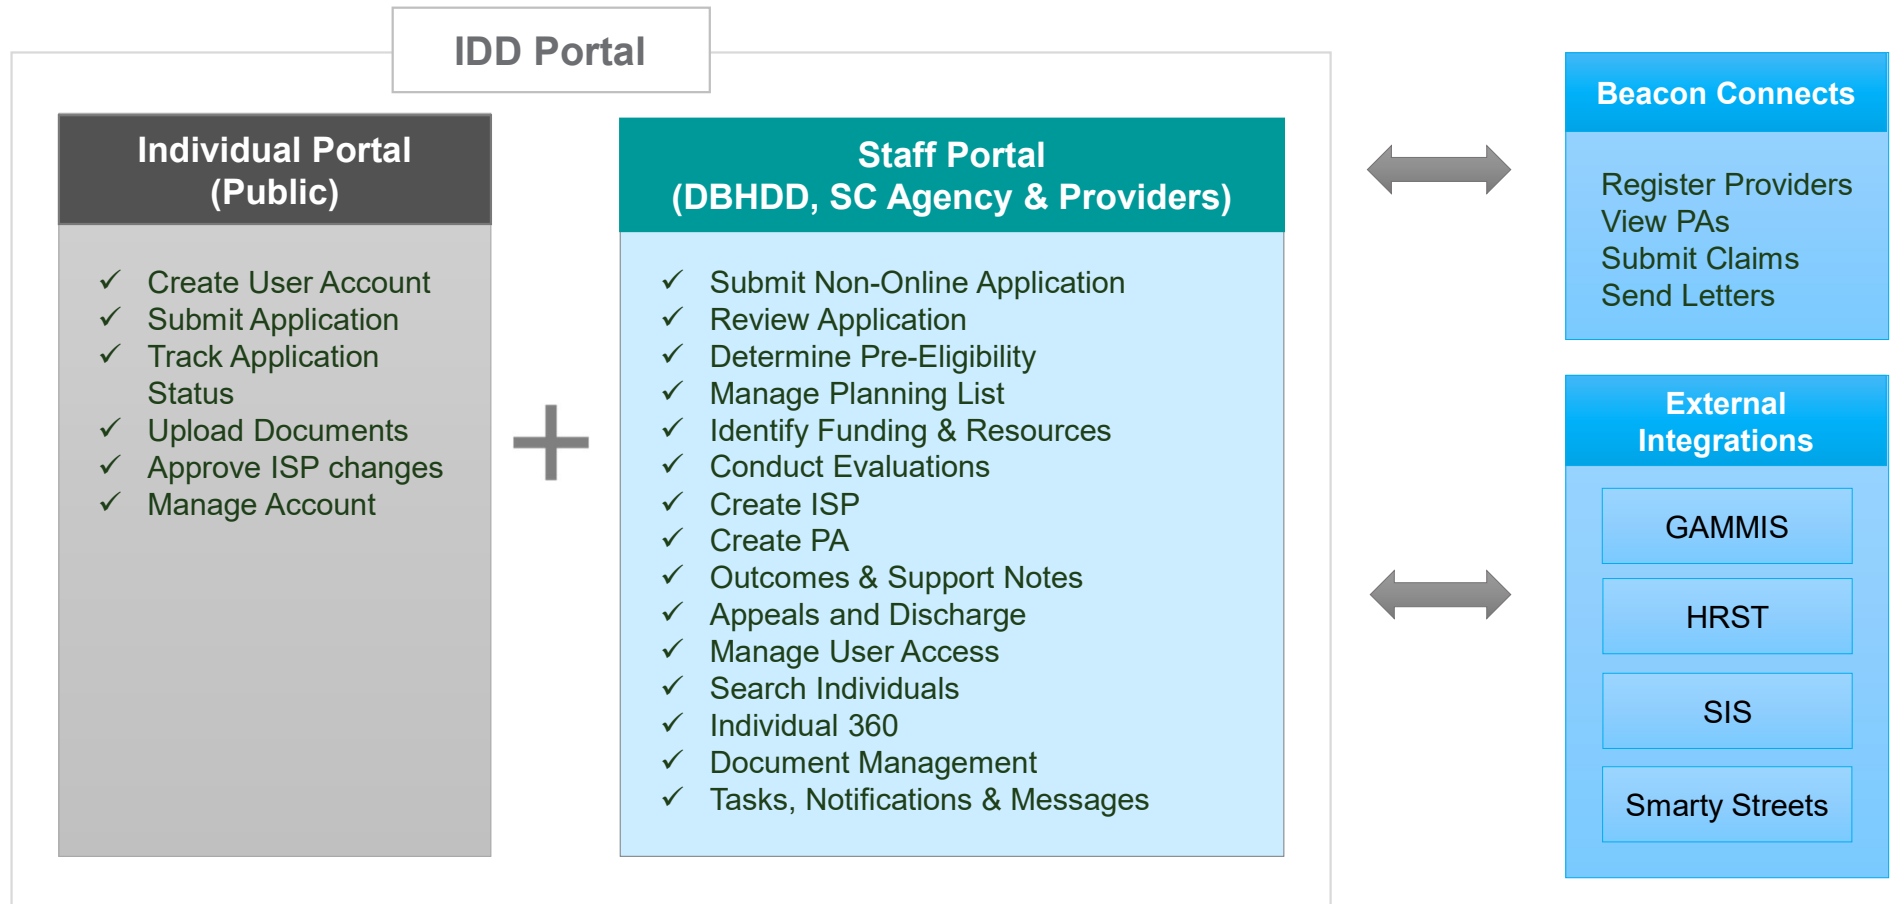 IDD Portal
Individual Portal
(Public)
Create User Account
Submit Application
Track Application
Status
Upload Documents
Approve ISP changes
Manage Account
Staff Portal
(DBHDD, SC Agency & Providers)
Submit Non-Online Application
Review Application
Determine Pre-Eligibility
Manage Planning List
Identify Funding & Resources
Conduct Evaluations
Create ISP
Create PA
Outcomes & Support Notes
Appeals and Discharge
Manage User Access
Search Individuals
Individual 360
Document Management
Tasks, Notifications & Messages
Beacon Connects
Register Providers
View PAs
Submit Claims
Send Letters
External
Integrations
GAMMIS
HRST
SIS
Smarty Streets